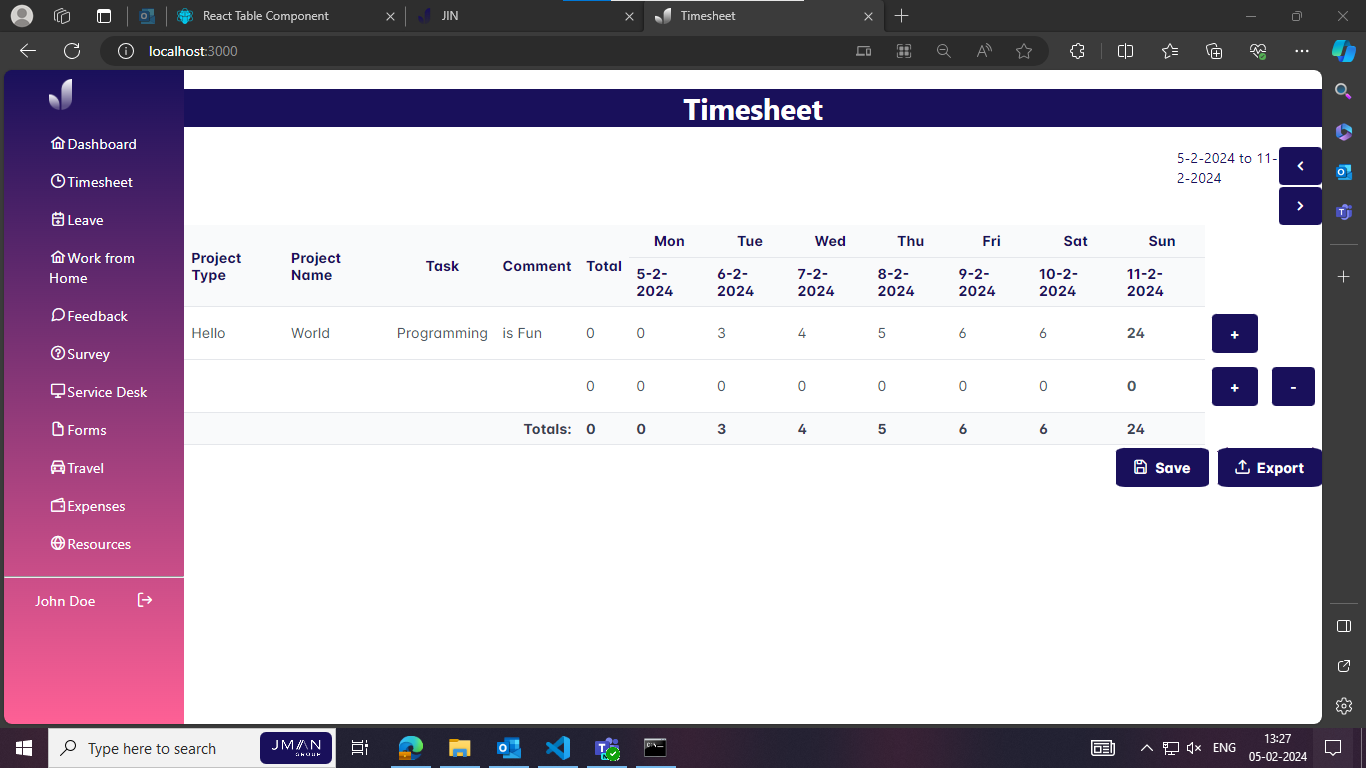 React Table Component
JIN
Timesheet
localhost:3000
Timesheet
Dashboard
Timesheet
Leave
Work from
Home
Feedback
Survey
Service Desk
Forms
Travel
Expenses
Resources
John Doe
5-2-2024 to 11-
2-2024
Mon Tue Wed Thu Fri Sat Sun
Project Type Project Name Task Comment Total
5-2-2024 6-2-2024 7-2-2024 8-2-2024 9-2-2024 10-2-2024 11-2-2024
Hello World Programming is Fun 0 0 3 4 5 6 6 24 +
0 0 0 0 0 0 0 0 + -
Totals: 0 0 3 4 5 6 6 24
Save Export
Type here to search
JMAN
GROUP
ENG
13:27
05-02-2024